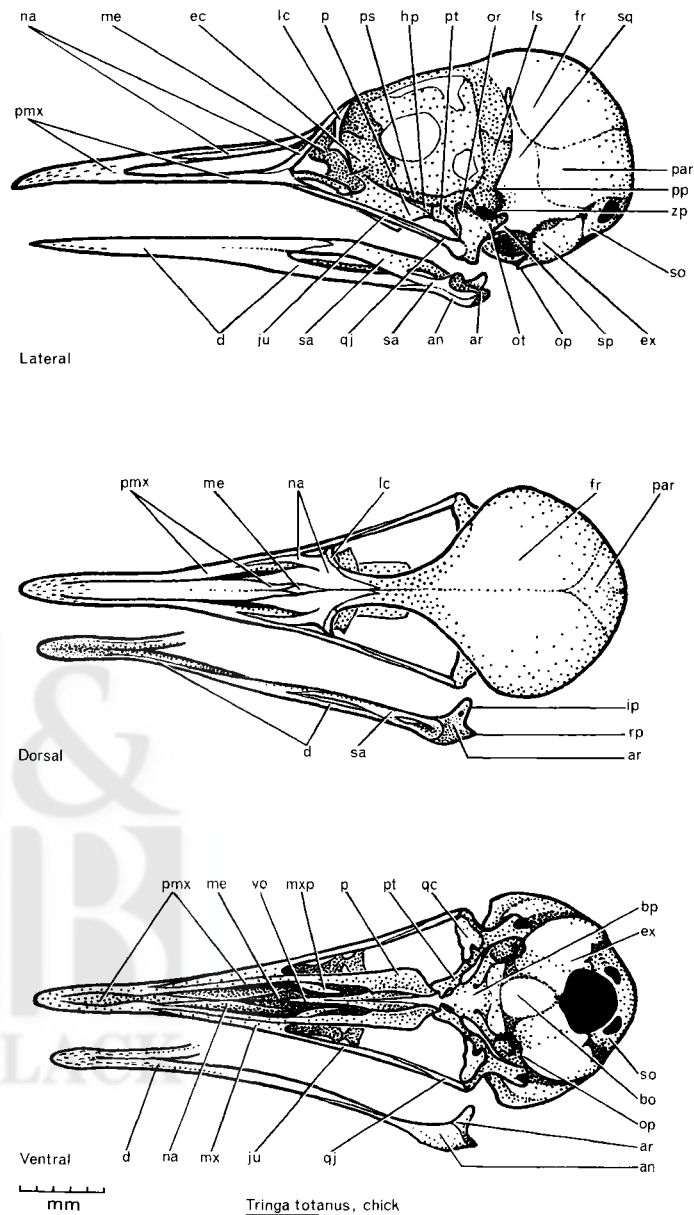 na me ec lc p ps hp pt or ls fr sq
pmx
par
pp
zp
so
d ju sa qj sa an ar ot op sp ex
Lateral
pmx me na lc fr par
ip
rp
d sa ar
Dorsal
&
B
LACK
pmx me vo mxp p pt qc bp
ex
so
bo
op
ar
d na mx ju qj an
Ventral
mm
Tringa totanus, chick